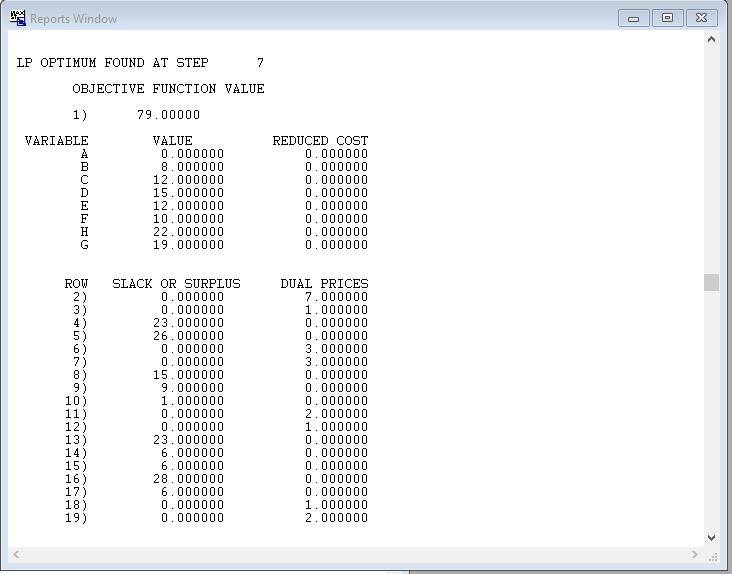 Reports Window
LP OPTIMUM FOUND AT STEP 7
OBJECTIVE FUNCTION VALUE
1) 79.00000
VARIABLE VALUE REDUCED COST
A 0.000000 0.000000
B 8.000000 0.000000
C 12.000000 0.000000
D 15.000000 0.000000
E 12.000000 0.000000
F 10.000000 0.000000
H 22.000000 0.000000
G 19.000000 0.000000
ROW SLACK OR SURPLUS DUAL PRICES
2) 0.000000 7.000000
3) 0.000000 1.000000
4) 23.000000 0.000000
5) 26.000000 0.000000
6) 0.000000 3.000000
7) 0.000000 3.000000
8) 15.000000 0.000000
9) 9.000000 0.000000
10) 1.000000 0.000000
11) 0.000000 2.000000
12) 0.000000 1.000000
13) 23.000000 0.000000
14) 6.000000 0.000000
15) 6.000000 0.000000
16) 28.000000 0.000000
17) 6.000000 0.000000
18) 0.000000 1.000000
19) 0.000000 2.000000